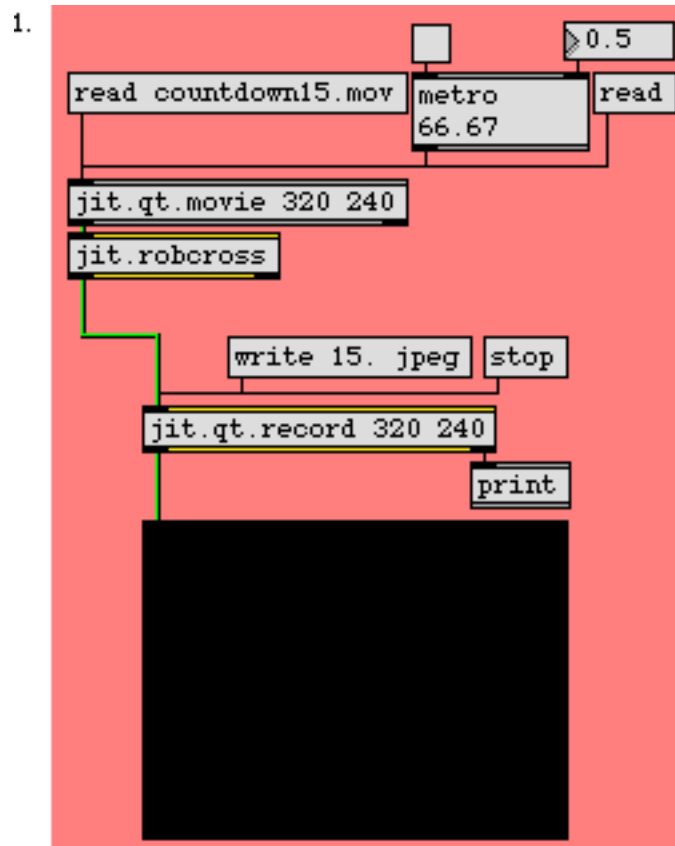 1.
0.5
read countdown15.mov
metro
66.67
read
jit.qt.movie 320 240
jit.robcross
write 15. jpeg
stop
jit.qt.record 320 240
print